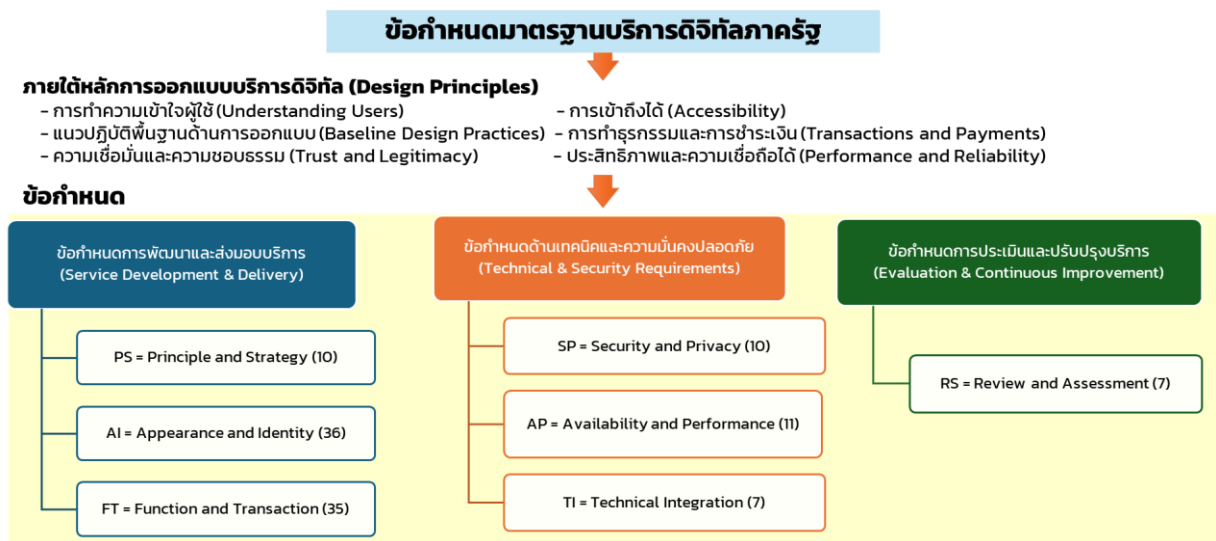 ข้อกำหนดมาตรฐานบริการดิจิทัลภาครัฐ
ภายใต้หลักการออกแบบบริการดิจิทัล (Design Principles)
- การทำความเข้าใจผู้ใช้ (Understanding Users)
- แนวปฏิบัติพื้นฐานด้านการออกแบบ (Baseline Design Practices)
- ความเชื่อมั่นและความชอบธรรม (Trust and Legitimacy)
- การเข้าถึงได้ (Accessibility)
- การทำธุรกรรมและการชำระเงิน (Transactions and Payments)
- ประสิทธิภาพและความเชื่อถือได้ (Performance and Reliability)
ข้อกำหนด
ข้อกำหนดการพัฒนาและส่งมอบบริการ
(Service Development & Delivery)
PS = Principle and Strategy (10)
AI = Appearance and Identity (36)
FT = Function and Transaction (35)
ข้อกำหนดด้านเทคนิคและความมั่นคงปลอดภัย
(Technical & Security Requirements)
SP = Security and Privacy (10)
AP = Availability and Performance (11)
TI = Technical Integration (7)
ข้อกำหนดการประเมินและปรับปรุงบริการ
(Evaluation & Continuous Improvement)
RS = Review and Assessment (7)